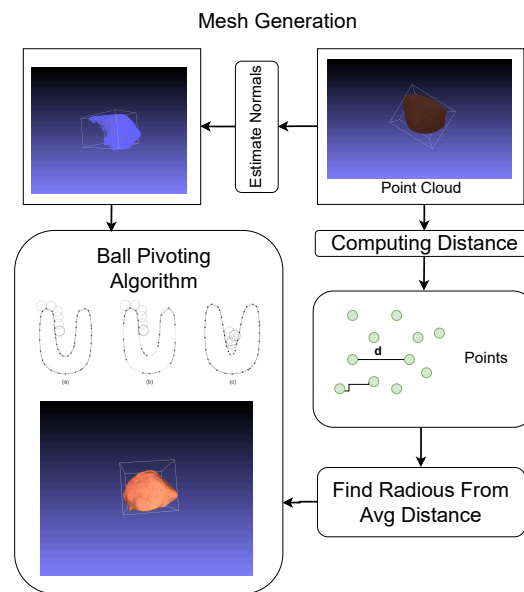 Mesh Generation
Estimate Normals
Point Cloud
Ball Pivoting
Algorithm
(a)
(b)
(c)
Computing Distance
d
Points
Find Radious From
Avg Distance